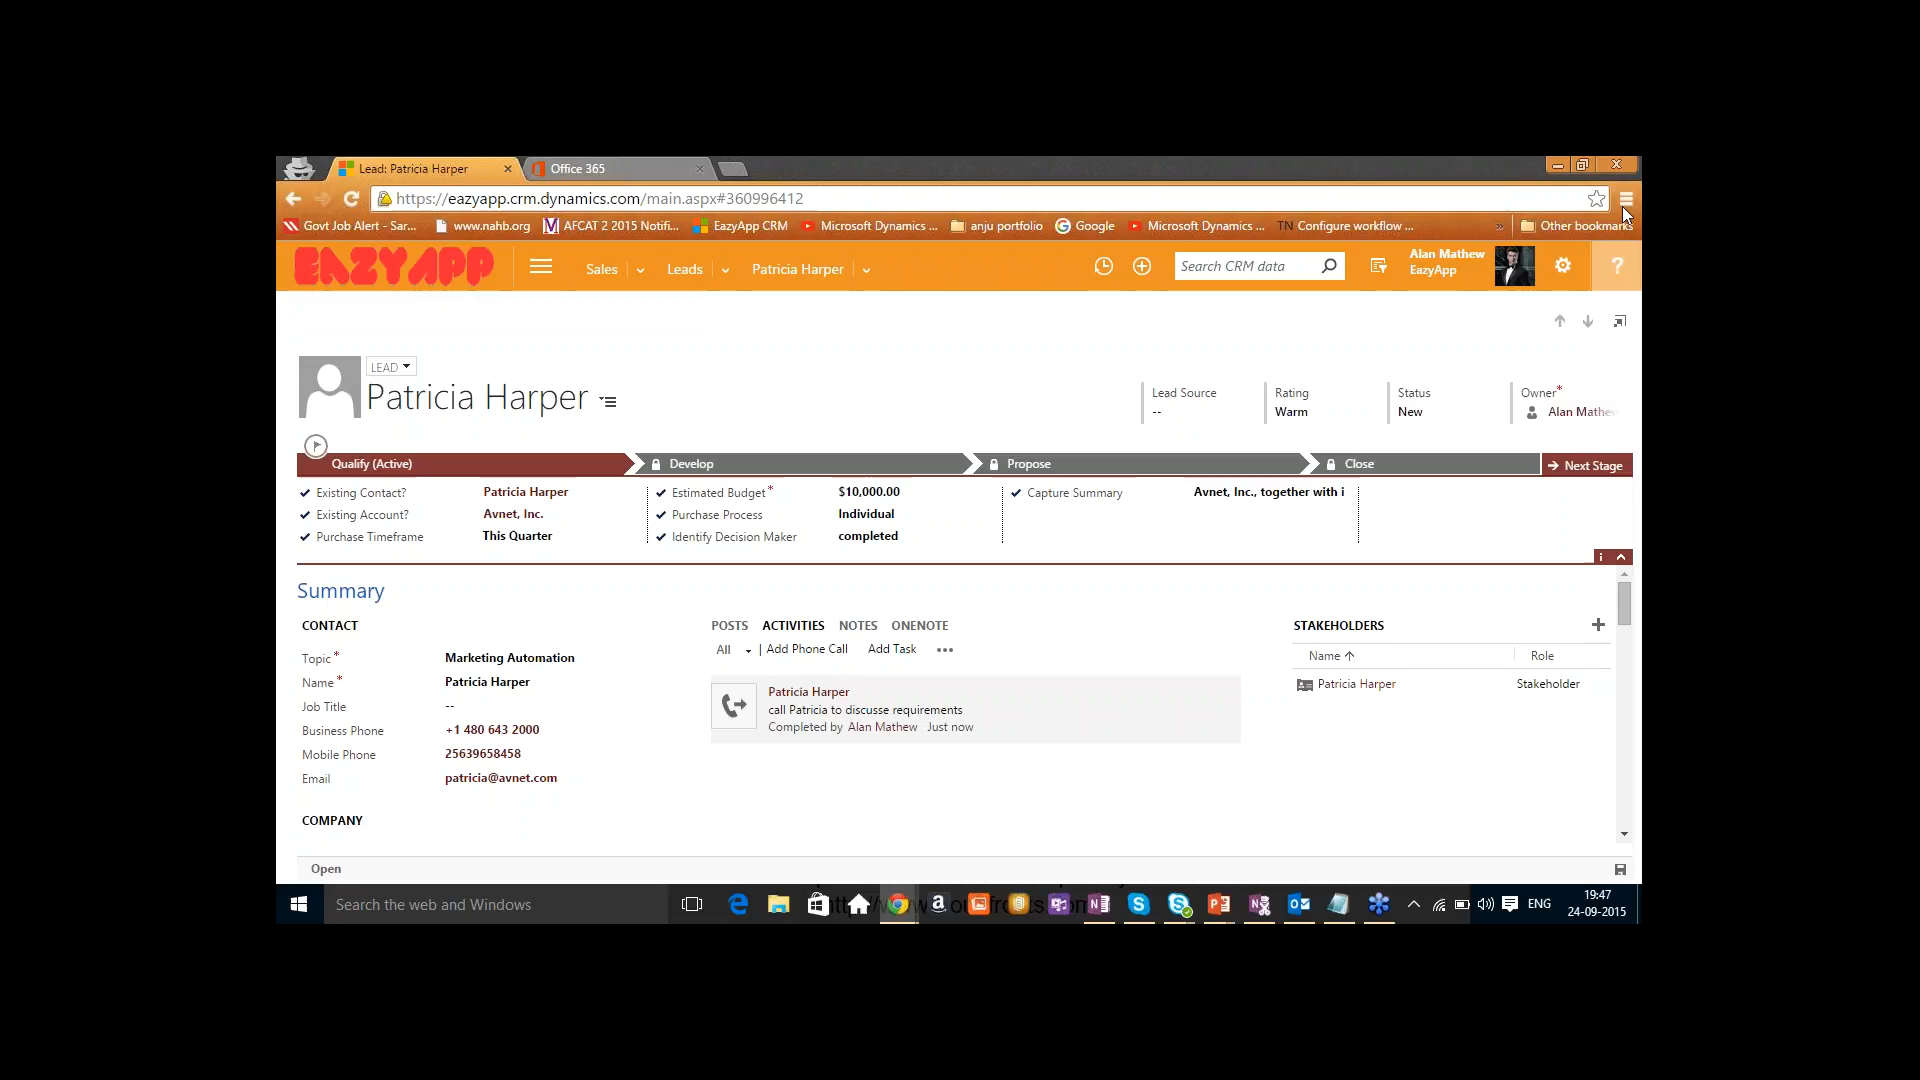 Lead: Patricia Harper
Office 365
https://eazyapp.crm.dynamics.com/main.aspx#360996412
Govt Job Alert - Sar...
www.nahb.org
AFCAT 2 2015 Notifi...
EazyApp CRM
Microsoft Dynamics ...
anju portfolio
Google
Microsoft Dynamics ...
TN Configure workflow ...
»
Other bookmarks
EAZY APP
Sales
Leads
Patricia Harper
Search CRM data
Alan Mathew
EazyApp
?
LEAD
Patricia Harper
Lead Source
--
Rating
Warm
Status
New
Owner*
Alan Mathew
Qualify (Active)
Develop
Propose
Close
Next Stage
Existing Contact? Patricia Harper
Existing Account? Avnet, Inc.
Purchase Timeframe This Quarter
Estimated Budget* $10,000.00
Purchase Process Individual
Identify Decision Maker completed
Capture Summary Avnet, Inc., together with i
i
Summary
CONTACT
Topic* Marketing Automation
Name* Patricia Harper
Job Title --
Business Phone +1 480 643 2000
Mobile Phone 25639658458
Email patricia@avnet.com
COMPANY
POSTS ACTIVITIES NOTES ONENOTE
All | Add Phone Call Add Task •••
Patricia Harper
call Patricia to discusse requirements
Completed by Alan Mathew Just now
STAKEHOLDERS
Name Role
Patricia Harper Stakeholder
Open
Search the web and Windows
ENG
19:47
24-09-2015